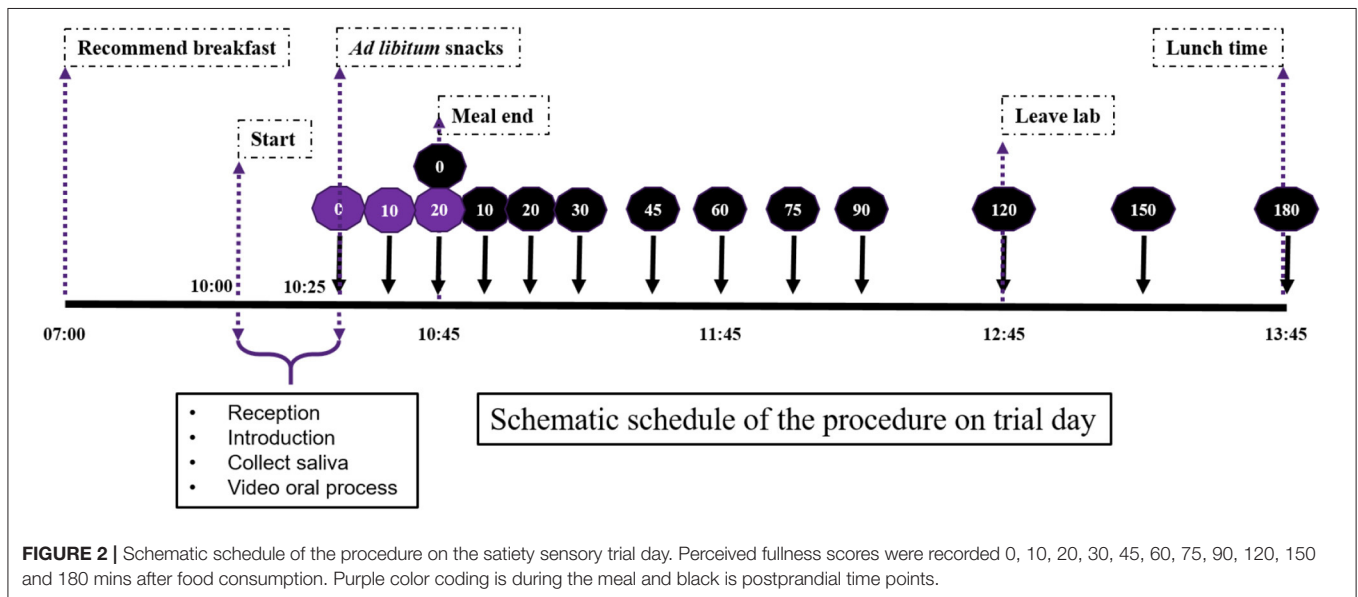 Recommend breakfast
Ad libitum snacks
Lunch time
Meal end
Leave lab
Start
0
0 10 20 10 20 30 45 60 75 90 120 150 180
10:00 10:25
07:00 10:45 11:45 12:45 13:45
• Reception
• Introduction
• Collect saliva
• Video oral process
Schematic schedule of the procedure on trial day
FIGURE 2 | Schematic schedule of the procedure on the satiety sensory trial day. Perceived fullness scores were recorded 0, 10, 20, 30, 45, 60, 75, 90, 120, 150
and 180 mins after food consumption. Purple color coding is during the meal and black is postprandial time points.